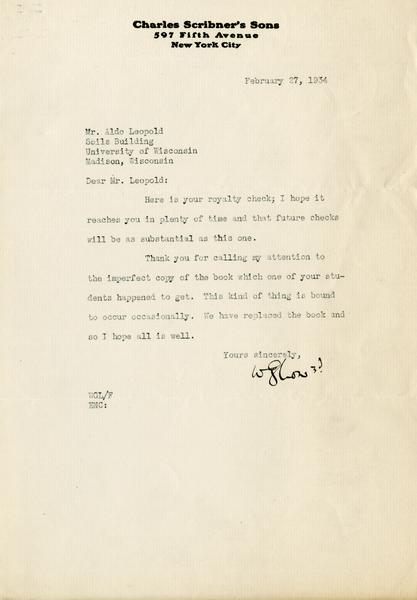 Charles Scribner's Sons
597 Fifth Avenue
New York City
February 27, 1934
Mr. Aldo Leopold
Soils Building
University of Wisconsin
Madison, Wisconsin
Dear Mr. Leopold:
Here is your royalty check; I hope it
reaches you in plenty of time and that future checks
will be as substantial as this one.
Thank you for calling my attention to
the imperfect copy of the book which one of your stu-
dents happened to get. This kind of thing is bound
to occur occasionally. We have replaced the book and
so I hope all is well.
Yours sincerely,
WGL/F
ENC: